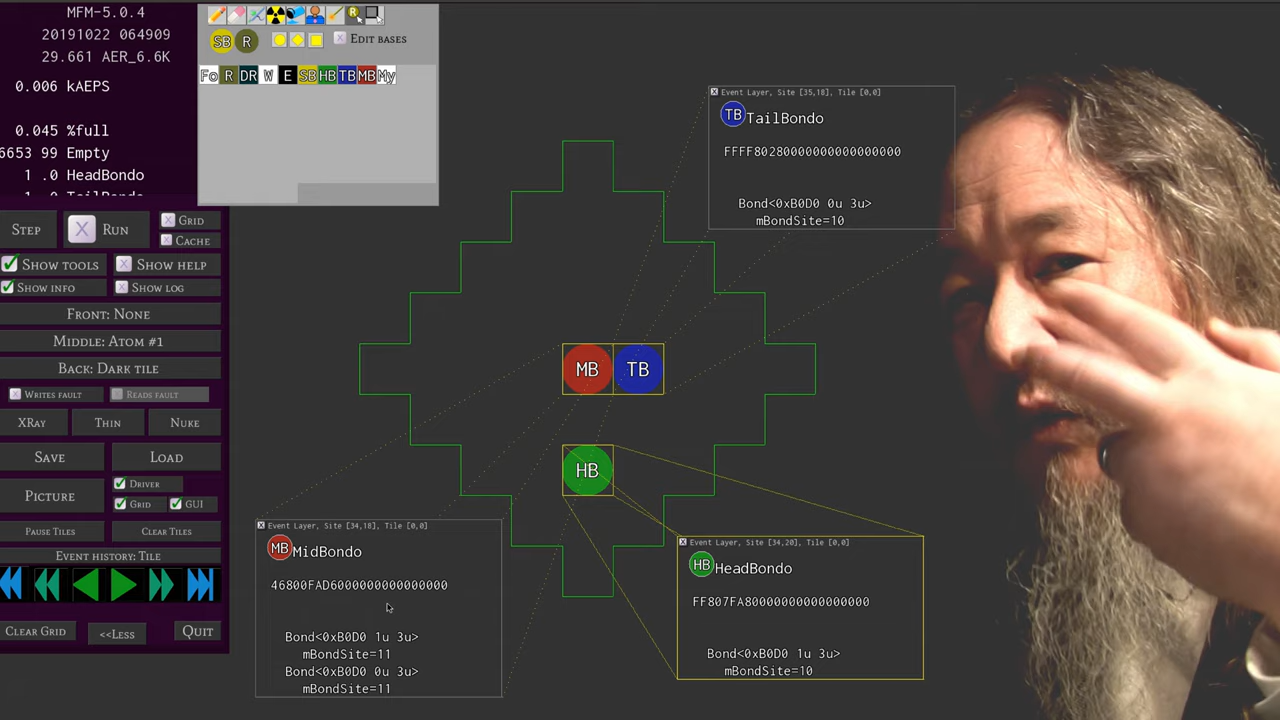 MFM-5.0.4
20191022 064909
29.661 AER_6.6K
0.006 kAEPS
0.045 %full
6653 99 Empty
1 .0 HeadBondo
1 .0 TailBondo
SB R Edit bases
Fo R DR W E SB HB TB MB My
Step Run Grid
Cache
Show tools Show help
Show info Show log
Front: None
Middle: Atom #1
Back: Dark tile
Writes fault Reads fault
XRay Thin Nuke
Save Load
Picture Driver
Grid GUI
Pause Tiles Clear Tiles
Event history: Tile
Clear Grid <<Less Quit
Event Layer, Site [35,18], Tile [0,0]
TB TailBondo
FFFF80280000000000000000
Bond<0xB0D0 0u 3u>
mBondSite=10
MB TB
HB
Event Layer, Site [34,18], Tile [0,0]
MB MidBondo
46800FAD6000000000000000
Bond<0xB0D0 1u 3u>
mBondSite=11
Bond<0xB0D0 0u 3u>
mBondSite=11
Event Layer, Site [34,20], Tile [0,0]
HB HeadBondo
FF807FA80000000000000000
Bond<0xB0D0 1u 3u>
mBondSite=10